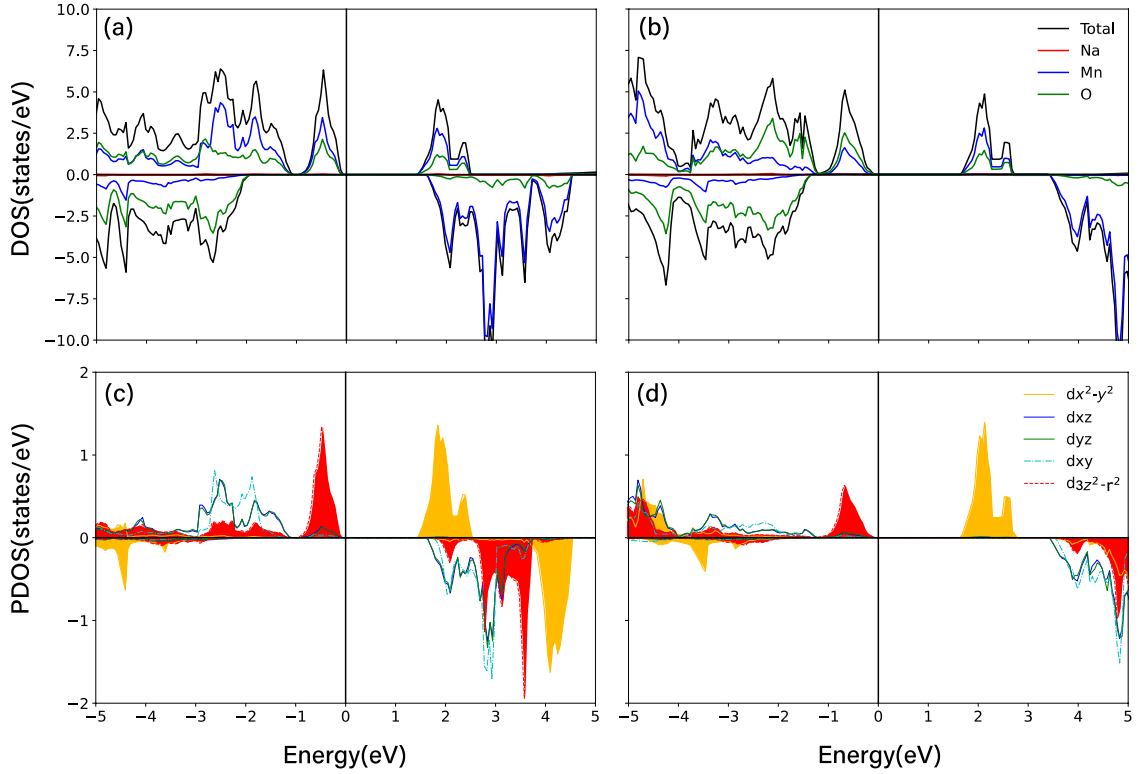 (a)
(b)
10.0
7.5
5.0
2.5
0.0
−2.5
−5.0
−7.5
−10.0
DOS(states/eV)
Total
Na
Mn
O
(c)
(d)
2
1
0
−1
−2
PDOS(states/eV)
dx²-y²
dxz
dyz
dxy
d3z²-r²
−5 −4 −3 −2 −1 0 1 2 3 4 5
−5 −4 −3 −2 −1 0 1 2 3 4 5
Energy(eV)
Energy(eV)